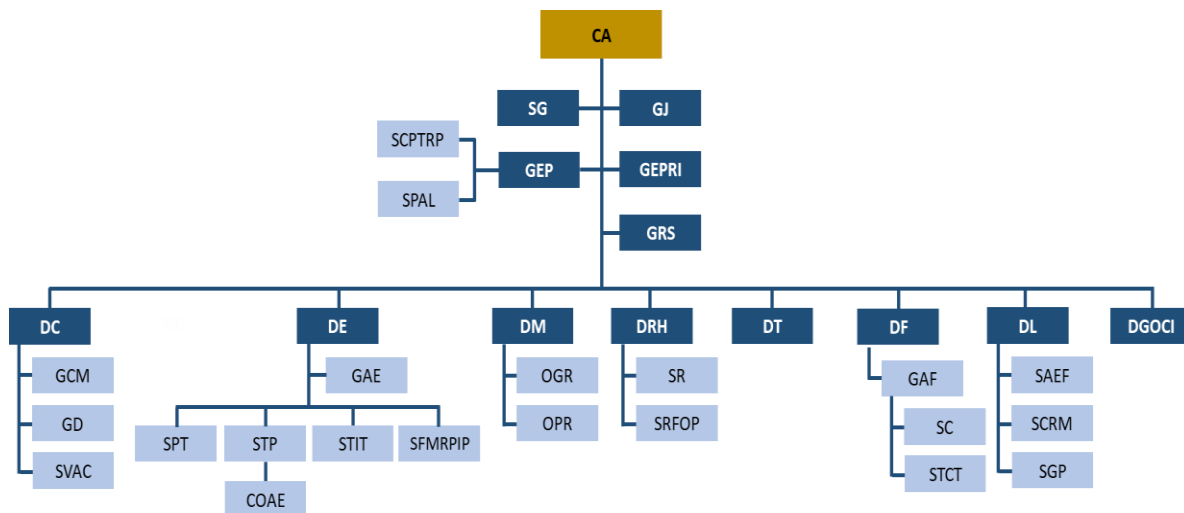 CA
SG
GJ
SCPTRP
GEP
GEPRI
SPAL
GRS
DC
DE
DM
DRH
DT
DF
DL
DGOCI
GCM
GAE
OGR
SR
GAF
SAEF
GD
SPT
STP
STIT
SFMRPIP
OPR
SRFOP
SC
SCRM
SVAC
COAE
STCT
SGP